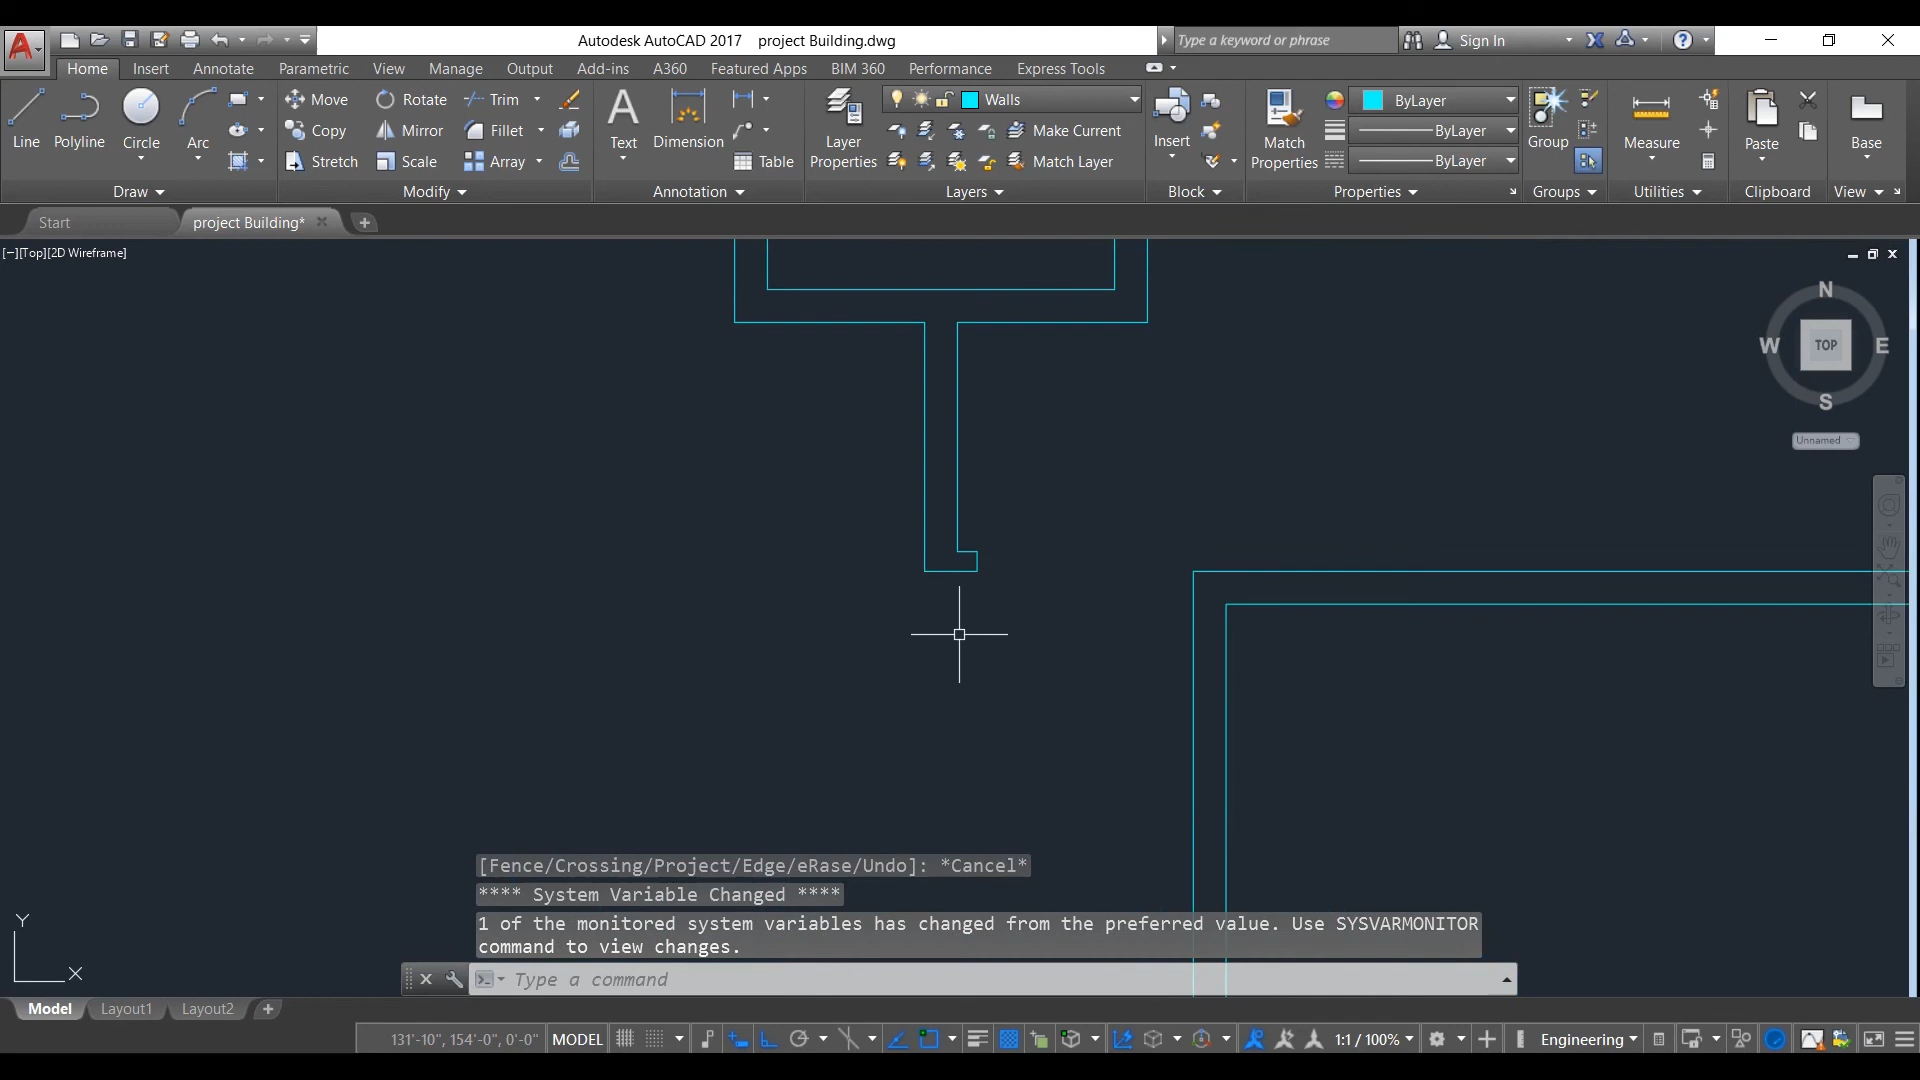 Autodesk AutoCAD 2017 project Building.dwg
Type a keyword or phrase
Sign In
Home Insert Annotate Parametric View Manage Output Add-ins A360 Featured Apps BIM 360 Performance Express Tools
Line Polyline Circle Arc
Move Rotate Trim
Copy Mirror Fillet
Stretch Scale Array
Text Dimension
Table
Layer Properties
Walls
Make Current
Match Layer
Insert
Match Properties
ByLayer
ByLayer
ByLayer
Group
Measure
Paste
Base
Draw Modify Annotation Layers Block Properties Groups Utilities Clipboard View
Start project Building*
[−][Top][2D Wireframe]
N
W TOP E
S
Unnamed
[Fence/Crossing/Project/Edge/eRase/Undo]: *Cancel*
**** System Variable Changed ****
1 of the monitored system variables has changed from the preferred value. Use SYSVARMONITOR
command to view changes.
Type a command
Y
X
Model Layout1 Layout2
131'-10", 154'-0", 0'-0" MODEL 1:1 / 100% Engineering